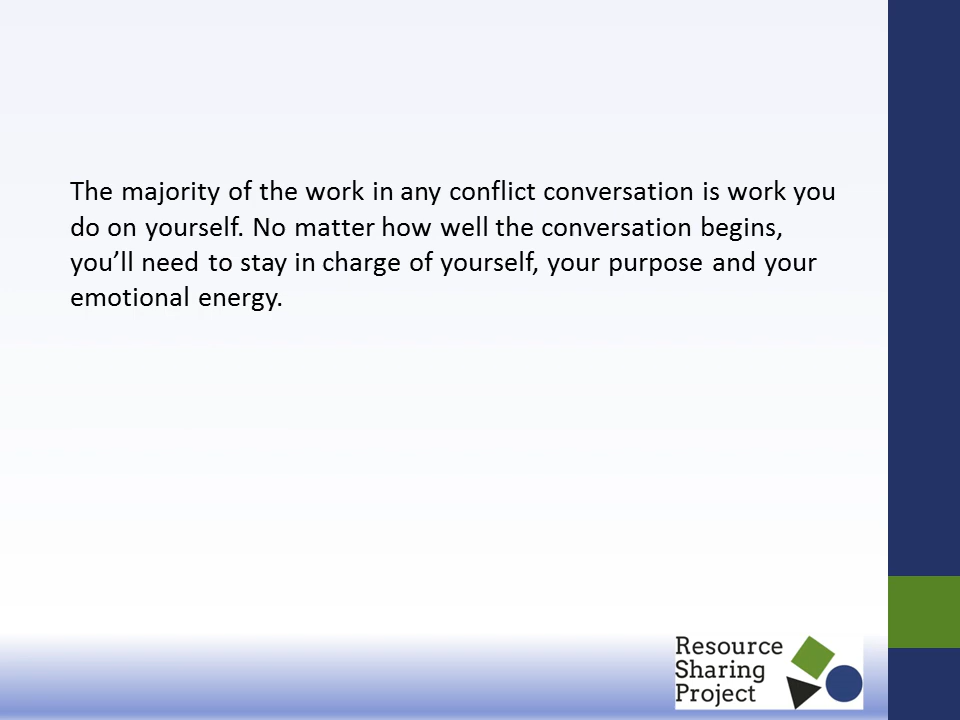 The majority of the work in any conflict conversation is work you
do on yourself. No matter how well the conversation begins,
you’ll need to stay in charge of yourself, your purpose and your
emotional energy.
Resource
Sharing
Project